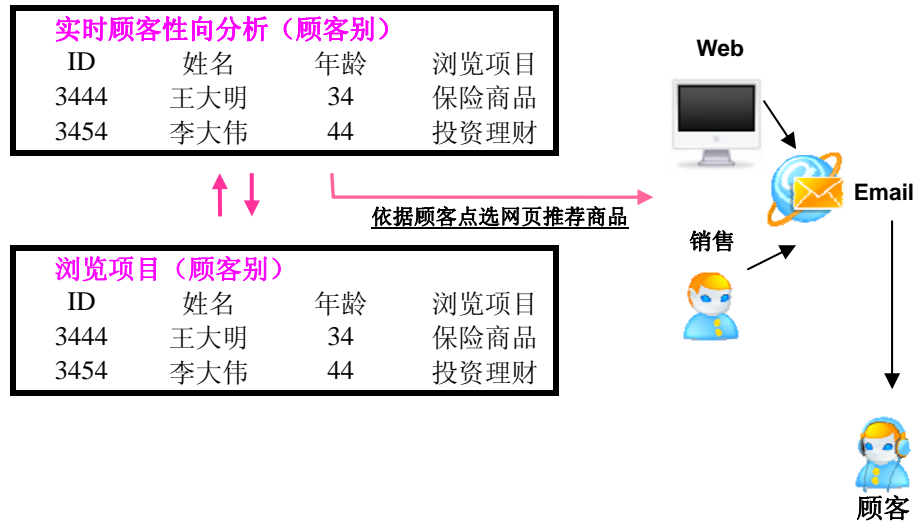 实时顾客性向分析（顾客别）
ID 姓名 年龄 浏览项目
3444 王大明 34 保险商品
3454 李大伟 44 投资理财
依据顾客点选网页推荐商品
浏览项目（顾客别）
ID 姓名 年龄 浏览项目
3444 王大明 34 保险商品
3454 李大伟 44 投资理财
Web
Email
销售
顾客